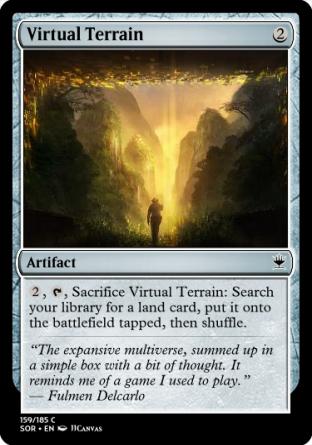 Virtual Terrain 2
Artifact
2 , T, Sacrifice Virtual Terrain: Search
your library for a land card, put it onto
the battlefield tapped, then shuffle.
"The expansive multiverse, summed up in
a simple box with a bit of thought. It
reminds me of a game I used to play."
— Fulmen Delcarlo
159/185 C
SOR • EN 11Canvas